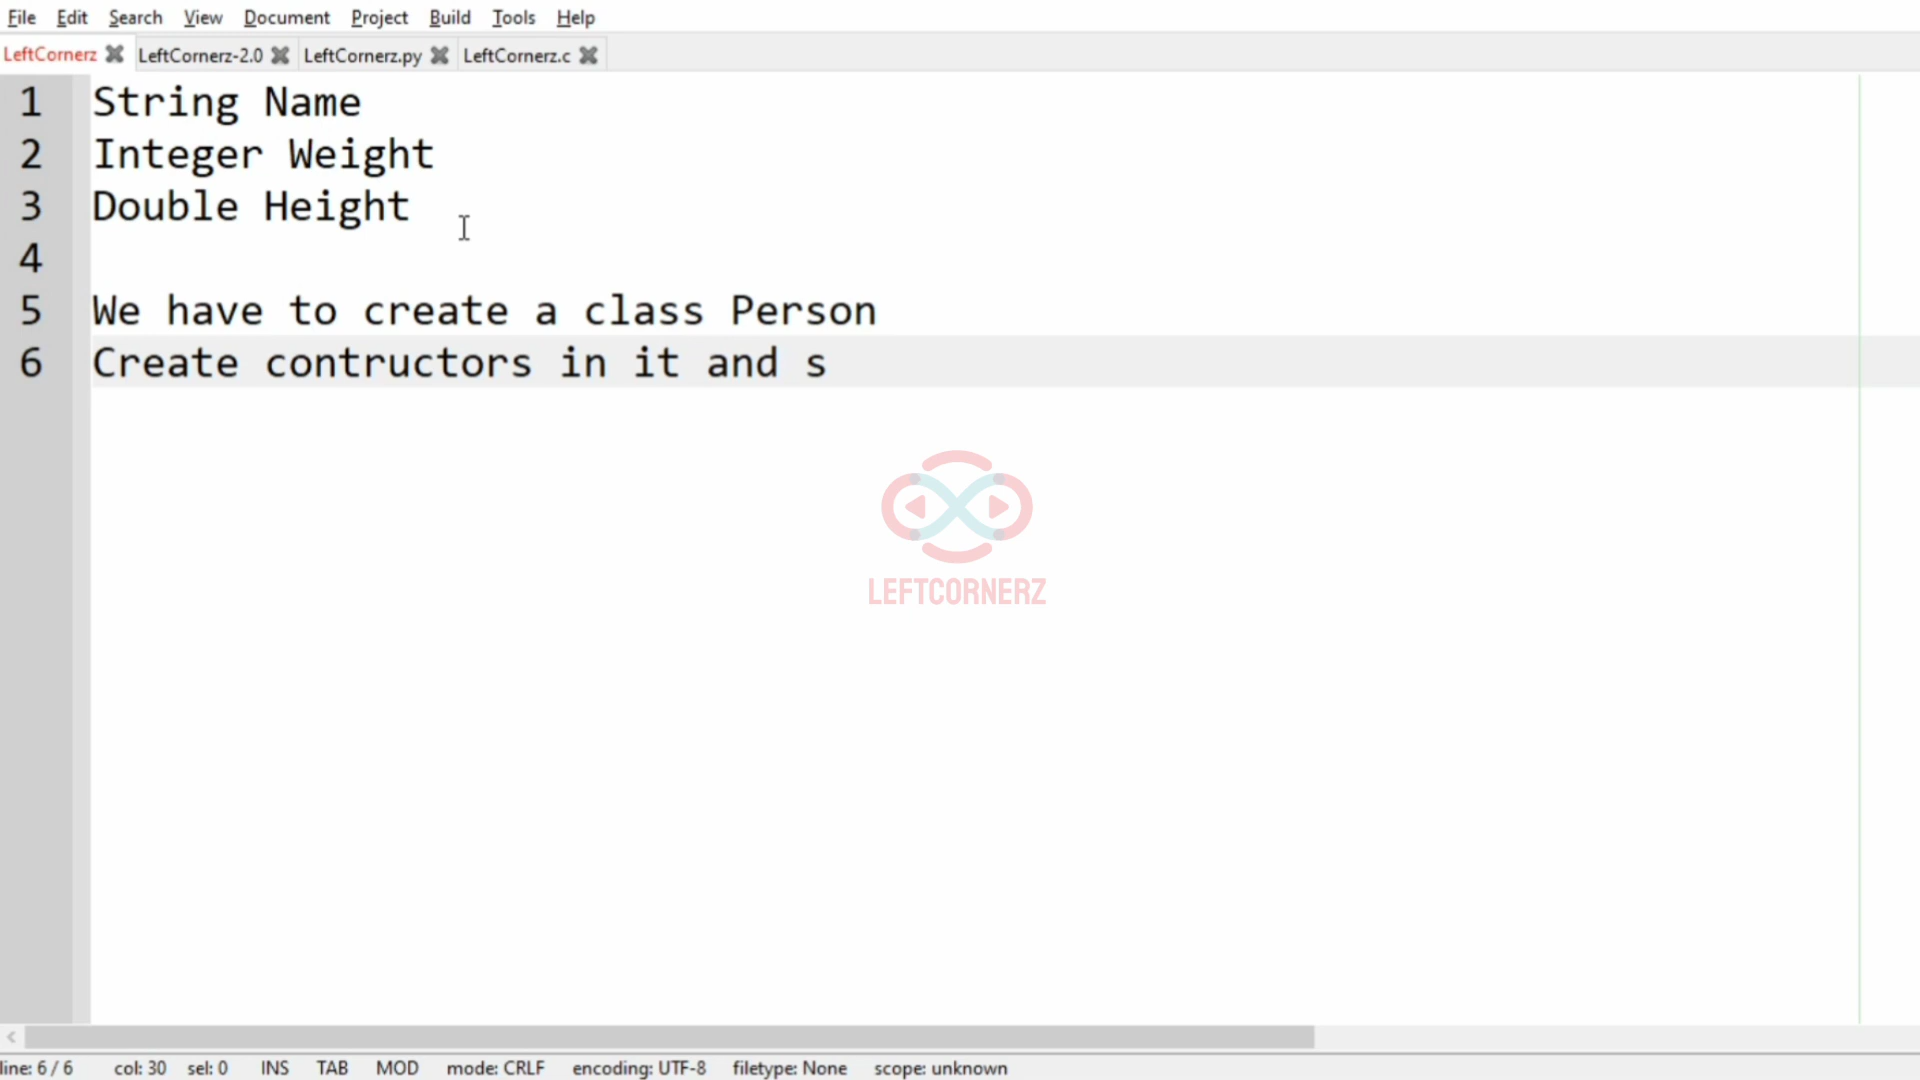 File Edit Search View Document Project Build Tools Help
LeftCornerz LeftCornerz-2.0 LeftCornerz.py LeftCornerz.c
1 String Name
2 Integer Weight
3 Double Height
4
5 We have to create a class Person
6 Create contructors in it and s
LEFTCORNERZ
line: 6 / 6 col: 30 sel: 0 INS TAB MOD mode: CRLF encoding: UTF-8 filetype: None scope: unknown